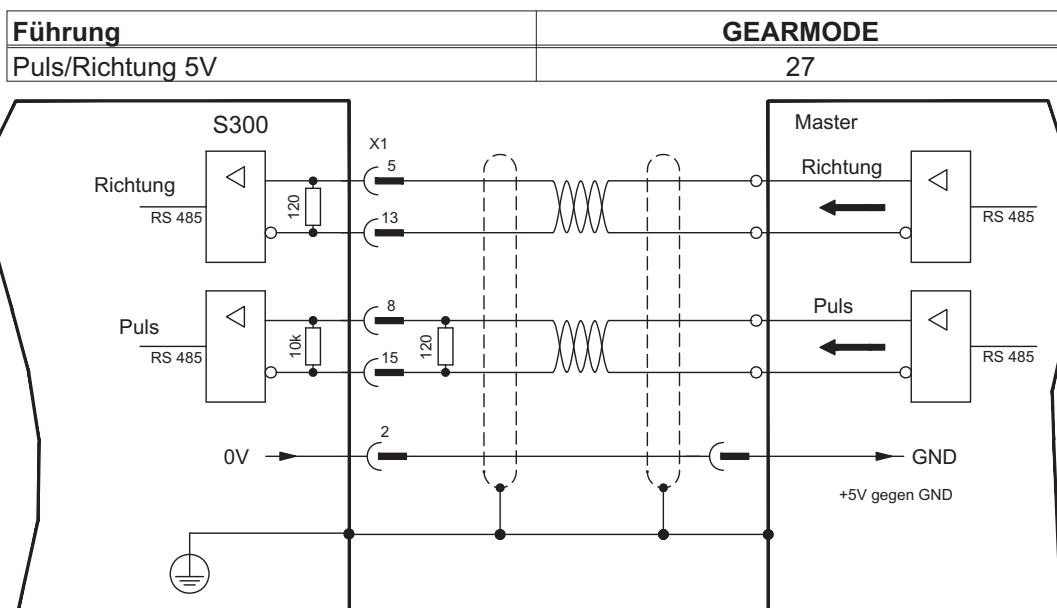 Führung GEARMODE
Puls/Richtung 5V 27
S300 Master
X1
5
Richtung Richtung
120
RS 485 13 RS 485
8
Puls Puls
10k 120
RS 485 15 RS 485
2
0V GND
+5V gegen GND